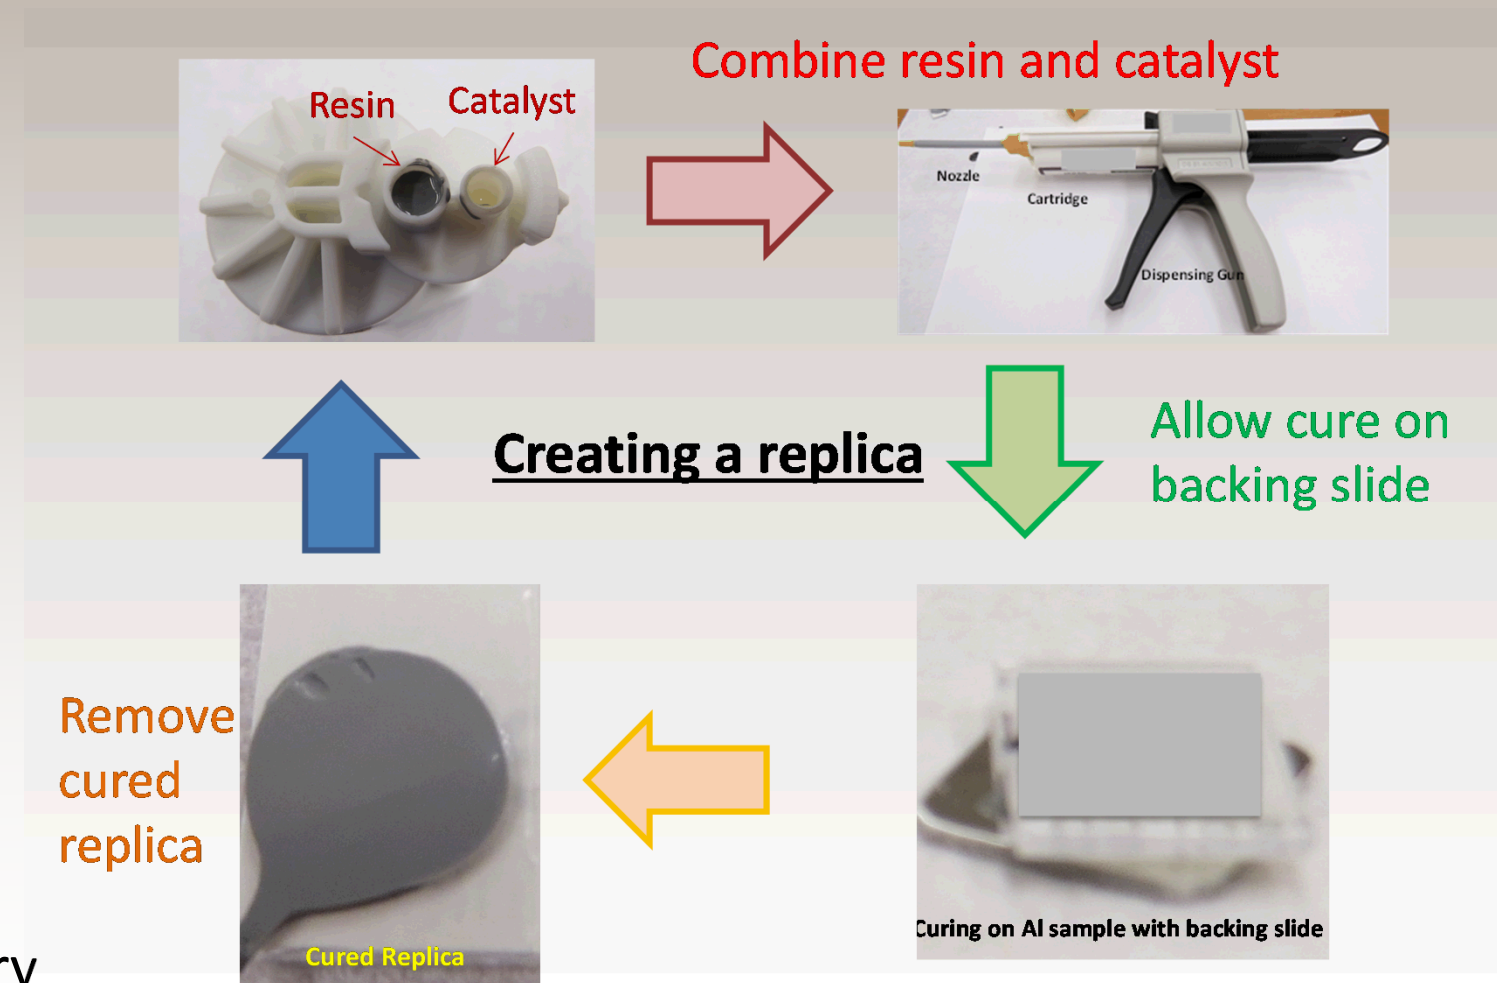 Combine resin and catalyst
Resin
Catalyst
Nozzle
Cartridge
Dispensing Gun
Creating a replica
Allow cure on
backing slide
Remove
cured
replica
Cured Replica
Curing on Al sample with backing slide